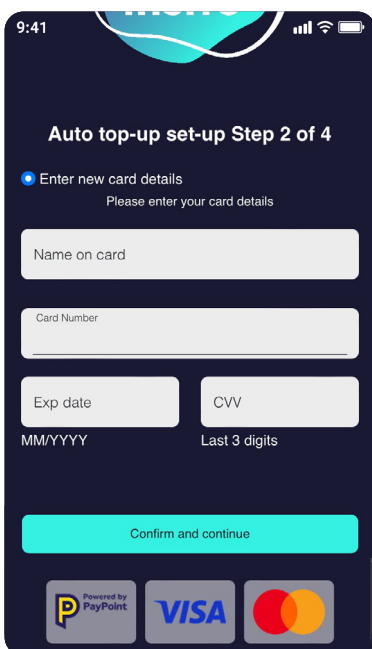 9:41
Auto top-up set-up Step 2 of 4
Enter new card details
Please enter your card details
Name on card
Card Number
Exp date
CVV
MM/YYYY
Last 3 digits
Confirm and continue
Powered by
PayPoint
VISA